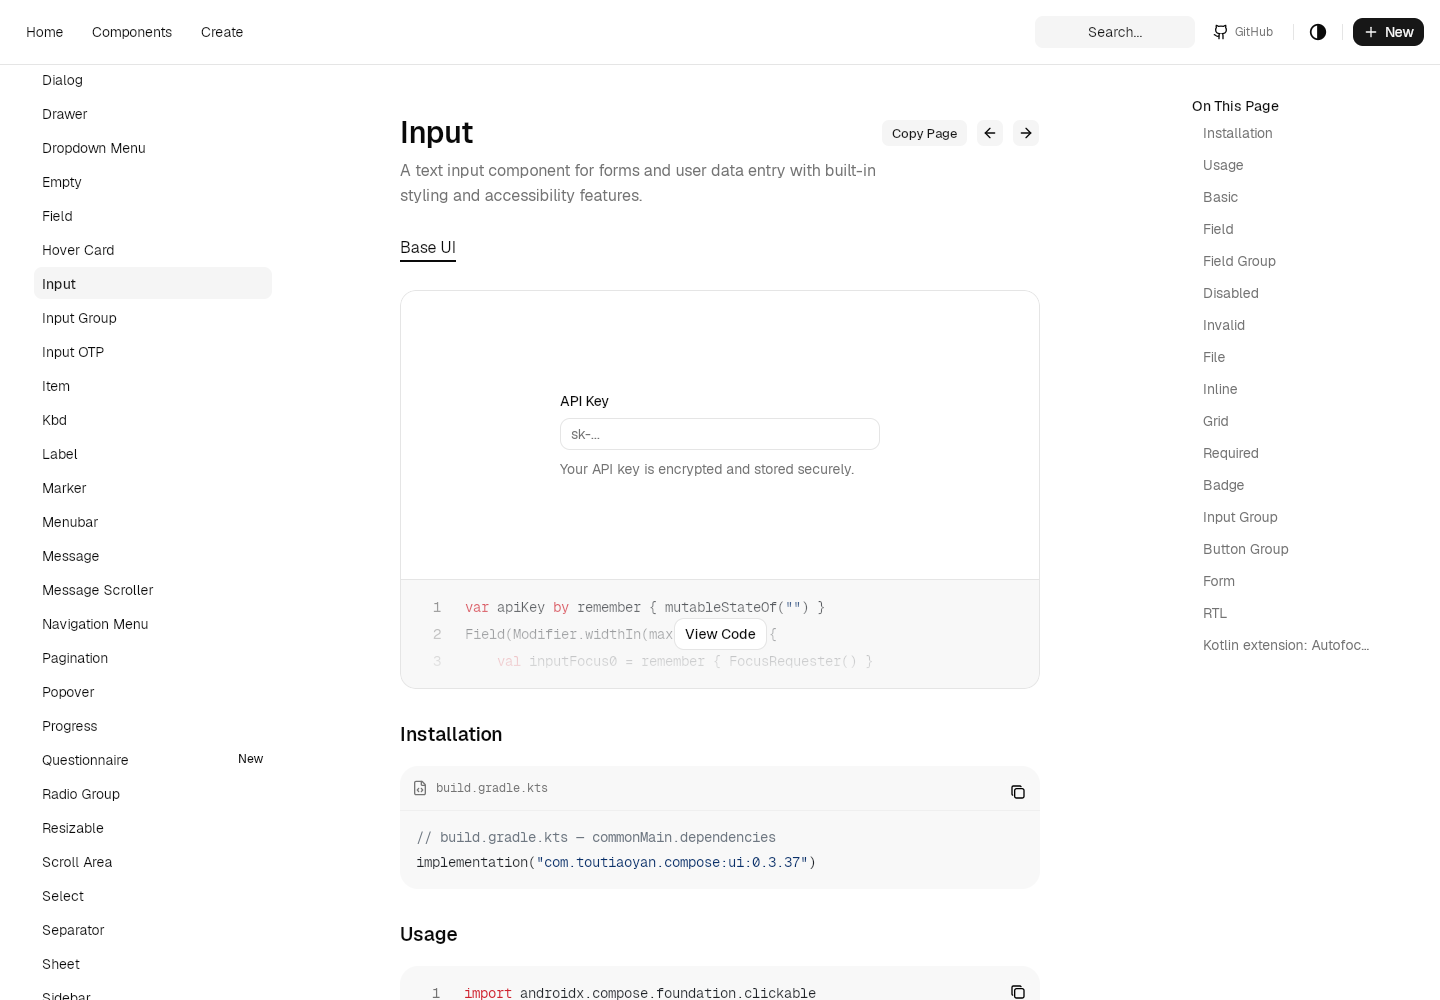 Home
Components
Create
Search...
GitHub
New
Dialog
Drawer
Dropdown Menu
Empty
Field
Hover Card
Input
Input Group
Input OTP
Item
Kbd
Label
Marker
Menubar
Message
Message Scroller
Navigation Menu
Pagination
Popover
Progress
Questionnaire New
Radio Group
Resizable
Scroll Area
Select
Separator
Sheet
Sidebar
Input
Copy Page
A text input component for forms and user data entry with built-in
styling and accessibility features.
Base UI
API Key
sk-...
Your API key is encrypted and stored securely.
1 var apiKey by remember { mutableStateOf("") }
2 Field(Modifier.widthIn(max View Code {
3 val inputFocus0 = remember { FocusRequester() }
Installation
build.gradle.kts
// build.gradle.kts — commonMain.dependencies
implementation("com.toutiaoyan.compose:ui:0.3.37")
Usage
1 import androidx.compose.foundation.clickable
On This Page
Installation
Usage
Basic
Field
Field Group
Disabled
Invalid
File
Inline
Grid
Required
Badge
Input Group
Button Group
Form
RTL
Kotlin extension: Autofoc...